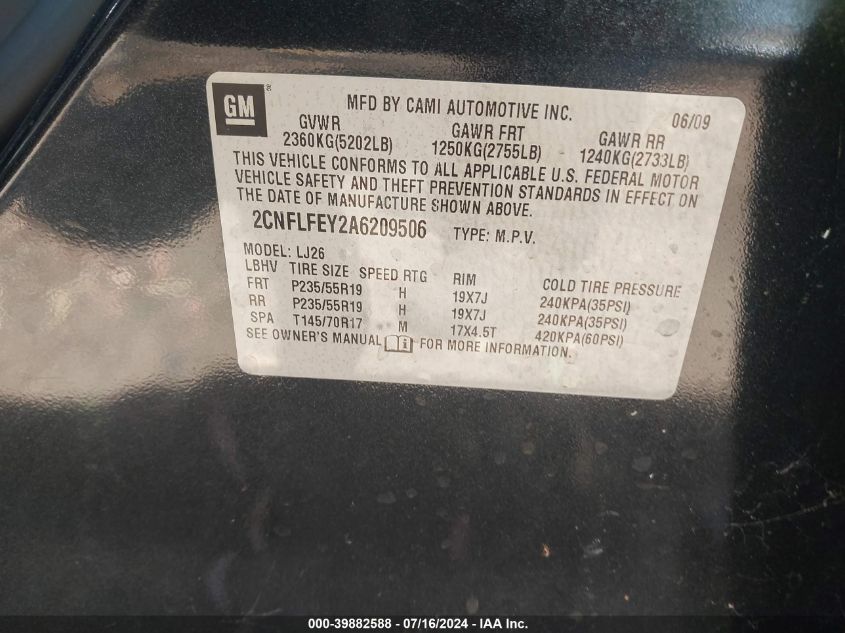 GM ®
MFD BY CAMI AUTOMOTIVE INC. 06/09
GVWR GAWR FRT GAWR RR
2360KG(5202LB) 1250KG(2755LB) 1240KG(2733LB)
THIS VEHICLE CONFORMS TO ALL APPLICABLE U.S. FEDERAL MOTOR
VEHICLE SAFETY AND THEFT PREVENTION STANDARDS IN EFFECT ON
THE DATE OF MANUFACTURE SHOWN ABOVE.
2CNFLFEY2A6209506 TYPE: M.P.V.
MODEL: LJ26
LBHV TIRE SIZE SPEED RTG RIM COLD TIRE PRESSURE
FRT P235/55R19 H 19X7J 240KPA(35PSI)
RR P235/55R19 H 19X7J 240KPA(35PSI)
SPA T145/70R17 M 17X4.5T 420KPA(60PSI)
SEE OWNER'S MANUAL FOR MORE INFORMATION.
000-39882588 - 07/16/2024 - IAA Inc.